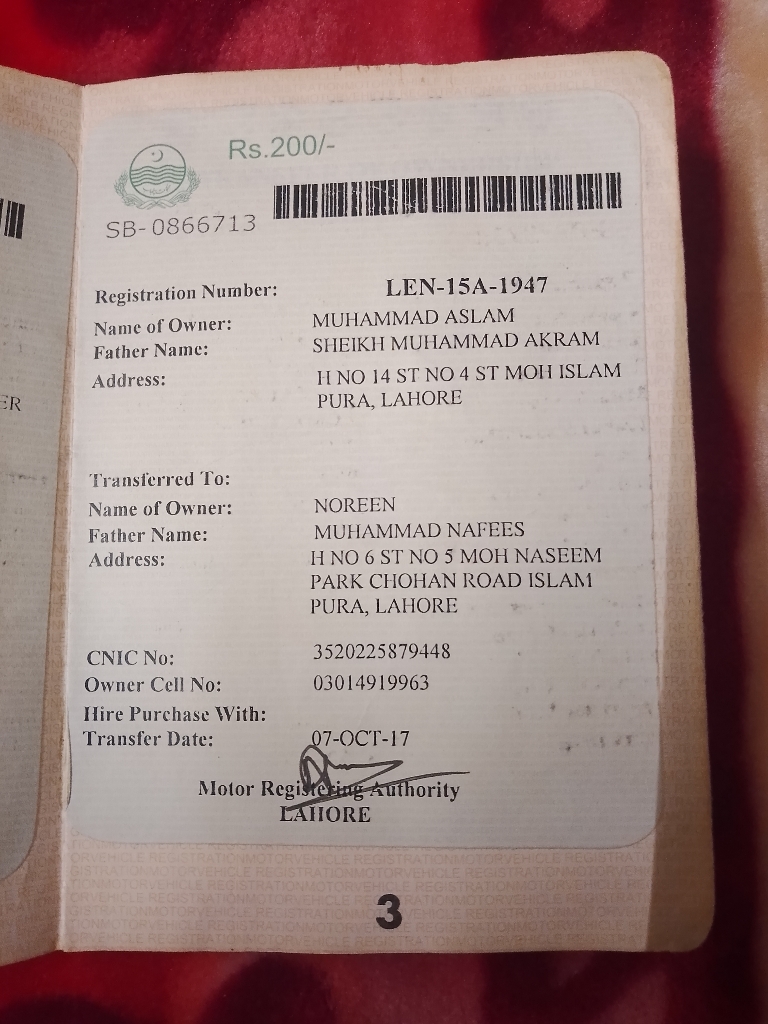 Rs.200/-
SB-0866713
Registration Number: LEN-15A-1947
Name of Owner: MUHAMMAD ASLAM
Father Name: SHEIKH MUHAMMAD AKRAM
Address: H NO 14 ST NO 4 ST MOH ISLAM
PURA, LAHORE
ER
Transferred To:
Name of Owner: NOREEN
Father Name: MUHAMMAD NAFEES
Address: H NO 6 ST NO 5 MOH NASEEM
PARK CHOHAN ROAD ISLAM
PURA, LAHORE
CNIC No: 3520225879448
Owner Cell No: 03014919963
Hire Purchase With:
Transfer Date: 07-OCT-17
Motor Registering Authority
LAHORE
3